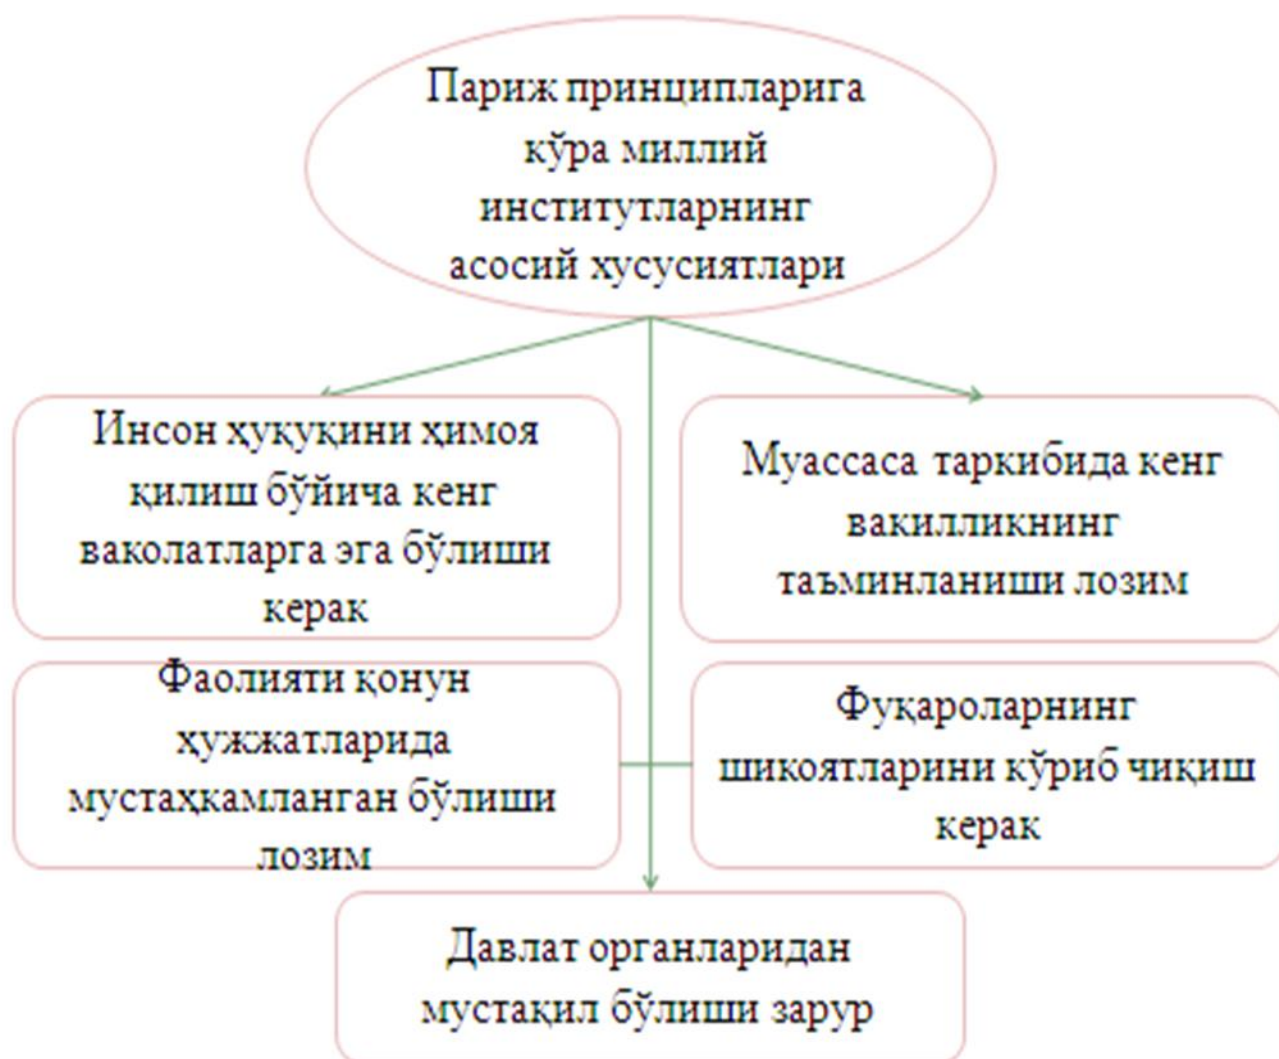 Париж принципларига
кўра миллий
институтларнинг
асосий хусусиятлари
Инсон ҳуқуқини ҳимоя
қилиш бўйича кенг
ваколатларга эга бўлиши
керак
Муассаса таркибида кенг
вакилликнинг
таъминланиши лозим
Фаолияти қонун
ҳужжатларида
мустаҳкамланган бўлиши
лозим
Фуқароларнинг
шикоятларини кўриб чиқиш
керак
Давлат органларидан
мустақил бўлиши зарур